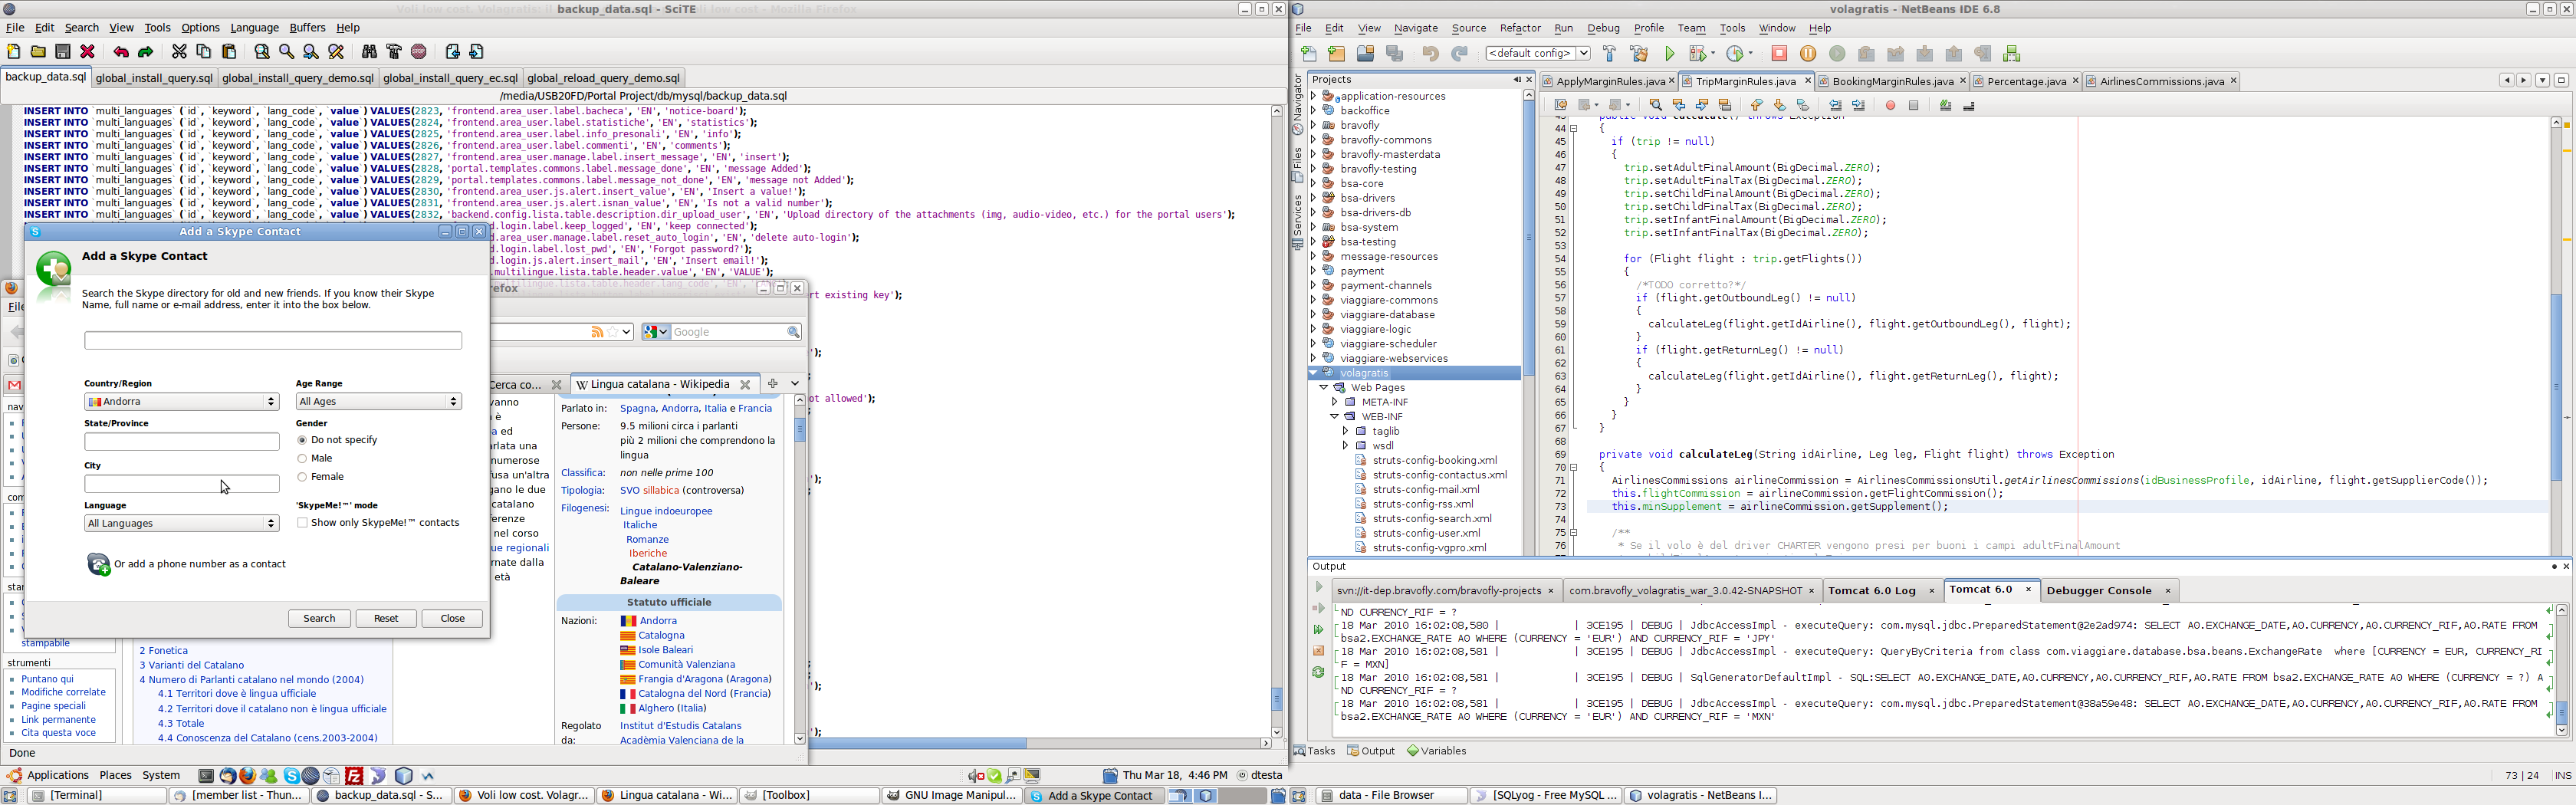 backup_data.sql - SciTE
File Edit Search View Tools Options Language Buffers Help
backup_data.sql global_install_query.sql global_install_query_demo.sql global_install_query_ec.sql global_reload_query_demo.sql
/media/USB20FD/Portal Project/db/mysql/backup_data.sql
INSERT INTO `multi_languages` (`id`, `keyword`, `lang_code`, `value`) VALUES(2823, 'frontend.area_user.label.bacheca', 'EN', 'notice-board');
INSERT INTO `multi_languages` (`id`, `keyword`, `lang_code`, `value`) VALUES(2824, 'frontend.area_user.label.statistiche', 'EN', 'statistics');
INSERT INTO `multi_languages` (`id`, `keyword`, `lang_code`, `value`) VALUES(2825, 'frontend.area_user.label.info_presonali', 'EN', 'info');
INSERT INTO `multi_languages` (`id`, `keyword`, `lang_code`, `value`) VALUES(2826, 'frontend.area_user.label.commenti', 'EN', 'comments');
INSERT INTO `multi_languages` (`id`, `keyword`, `lang_code`, `value`) VALUES(2827, 'frontend.area_user.manage.label.insert_message', 'EN', 'insert');
INSERT INTO `multi_languages` (`id`, `keyword`, `lang_code`, `value`) VALUES(2828, 'portal.templates.commons.label.message_done', 'EN', 'message Added');
INSERT INTO `multi_languages` (`id`, `keyword`, `lang_code`, `value`) VALUES(2829, 'portal.templates.commons.label.message_not_done', 'EN', 'message not Added');
INSERT INTO `multi_languages` (`id`, `keyword`, `lang_code`, `value`) VALUES(2830, 'frontend.area_user.js.alert.insert_value', 'EN', 'Insert a value!');
INSERT INTO `multi_languages` (`id`, `keyword`, `lang_code`, `value`) VALUES(2831, 'frontend.area_user.js.alert.isnan_value', 'EN', 'Is not a valid number');
INSERT INTO `multi_languages` (`id`, `keyword`, `lang_code`, `value`) VALUES(2832, 'backend.config.lista.table.description.dir_upload_user', 'EN', 'Upload directory of the attachments (img, audio-video, etc.) for the portal users');
d.login.label.keep_logged', 'EN', 'keep connected');
d.area_user.manage.label.reset_auto_login', 'EN', 'delete auto-login');
d.login.label.lost_pwd', 'EN', 'Forgot password?');
d.login.js.alert.insert_mail', 'EN', 'Insert email!');
.multilingue.lista.table.header.value', 'EN', 'VALUE');
rt existing key');
ot allowed');
Add a Skype Contact
Add a Skype Contact
Search the Skype directory for old and new friends. If you know their Skype
Name, full name or e-mail address, enter it into the box below.
Country/Region
Andorra
State/Province
City
Language
All Languages
Age Range
All Ages
Gender
Do not specify
Male
Female
'SkypeMe!™' mode
Show only SkypeMe!™ contacts
Or add a phone number as a contact
Search Reset Close
refox
Google
Cerca co... Lingua catalana - Wikipedia
Parlato in: Spagna, Andorra, Italia e Francia
Persone: 9.5 milioni circa i parlanti
più 2 milioni che comprendono la
lingua
Classifica: non nelle prime 100
Tipologia: SVO sillabica (controversa)
Filogenesi: Lingue indoeuropee
Italiche
Romanze
Iberiche
Catalano-Valenziano-
Baleare
Statuto ufficiale
Nazioni: Andorra
Catalogna
Isole Baleari
Comunità Valenziana
Frangia d'Aragona (Aragona)
Catalogna del Nord (Francia)
Alghero (Italia)
Regolato da: Institut d'Estudis Catalans
Acadèmia Valenciana de la
stampabile
strumenti
Puntano qui
Modifiche correlate
Pagine speciali
Link permanente
Cita questa voce
2 Fonetica
3 Varianti del Catalano
4 Numero di Parlanti catalano nel mondo (2004)
4.1 Territori dove è lingua ufficiale
4.2 Territori dove il catalano non è lingua ufficiale
4.3 Totale
4.4 Conoscenza del Catalano (cens.2003-2004)
Done
Applications Places System
Thu Mar 18, 4:46 PM dtesta
[Terminal] [member list - Thun... backup_data.sql - S... Voli low cost. Volagr... Lingua catalana - Wi... [Toolbox] GNU Image Manipul... Add a Skype Contact
volagratis - NetBeans IDE 6.8
File Edit View Navigate Source Refactor Run Debug Profile Team Tools Window Help
<default config>
Navigator
Files
Services
Projects
application-resources
backoffice
bravofly
bravofly-commons
bravofly-masterdata
bravofly-testing
bsa-core
bsa-drivers
bsa-drivers-db
bsa-system
bsa-testing
message-resources
payment
payment-channels
viaggiare-commons
viaggiare-database
viaggiare-logic
viaggiare-scheduler
viaggiare-webservices
volagratis
Web Pages
META-INF
WEB-INF
taglib
wsdl
struts-config-booking.xml
struts-config-contactus.xml
struts-config-mail.xml
struts-config-rss.xml
struts-config-search.xml
struts-config-user.xml
struts-config-vgpro.xml
ApplyMarginRules.java TripMarginRules.java BookingMarginRules.java Percentage.java AirlinesCommissions.java
44 {
45 if (trip != null)
46 {
47 trip.setAdultFinalAmount(BigDecimal.ZERO);
48 trip.setAdultFinalTax(BigDecimal.ZERO);
49 trip.setChildFinalAmount(BigDecimal.ZERO);
50 trip.setChildFinalTax(BigDecimal.ZERO);
51 trip.setInfantFinalAmount(BigDecimal.ZERO);
52 trip.setInfantFinalTax(BigDecimal.ZERO);
53
54 for (Flight flight : trip.getFlights())
55 {
56 /*TODO corretto?*/
57 if (flight.getOutboundLeg() != null)
58 {
59 calculateLeg(flight.getIdAirline(), flight.getOutboundLeg(), flight);
60 }
61 if (flight.getReturnLeg() != null)
62 {
63 calculateLeg(flight.getIdAirline(), flight.getReturnLeg(), flight);
64 }
65 }
66 }
67 }
68
69 private void calculateLeg(String idAirline, Leg leg, Flight flight) throws Exception
70 {
71 AirlinesCommissions airlineCommission = AirlinesCommissionsUtil.getAirlinesCommissions(idBusinessProfile, idAirline, flight.getSupplierCode());
72 this.flightCommission = airlineCommission.getFlightCommission();
73 this.minSupplement = airlineCommission.getSupplement();
74
75 /**
76 * Se il volo è del driver CHARTER vengono presi per buoni i campi adultFinalAmount
Output
svn://it-dep.bravofly.com/bravofly-projects com.bravofly_volagratis_war_3.0.42-SNAPSHOT Tomcat 6.0 Log Tomcat 6.0 Debugger Console
ND CURRENCY_RIF = ?
18 Mar 2010 16:02:08,580 | | 3CE195 | DEBUG | JdbcAccessImpl - executeQuery: com.mysql.jdbc.PreparedStatement@2e2ad974: SELECT A0.EXCHANGE_DATE,A0.CURRENCY,A0.CURRENCY_RIF,A0.RATE FROM
bsa2.EXCHANGE_RATE A0 WHERE (CURRENCY = 'EUR') AND CURRENCY_RIF = 'JPY'
18 Mar 2010 16:02:08,581 | | 3CE195 | DEBUG | JdbcAccessImpl - executeQuery: QueryByCriteria from class com.viaggiare.database.bsa.beans.ExchangeRate where [CURRENCY = EUR, CURRENCY_RI
F = MXN]
18 Mar 2010 16:02:08,581 | | 3CE195 | DEBUG | SqlGeneratorDefaultImpl - SQL:SELECT A0.EXCHANGE_DATE,A0.CURRENCY,A0.CURRENCY_RIF,A0.RATE FROM bsa2.EXCHANGE_RATE A0 WHERE (CURRENCY = ?) A
ND CURRENCY_RIF = ?
18 Mar 2010 16:02:08,581 | | 3CE195 | DEBUG | JdbcAccessImpl - executeQuery: com.mysql.jdbc.PreparedStatement@38a59e48: SELECT A0.EXCHANGE_DATE,A0.CURRENCY,A0.CURRENCY_RIF,A0.RATE FROM
bsa2.EXCHANGE_RATE A0 WHERE (CURRENCY = 'EUR') AND CURRENCY_RIF = 'MXN'
Tasks Output Variables
73 | 24 INS
data - File Browser [SQLyog - Free MySQL ... volagratis - NetBeans I...